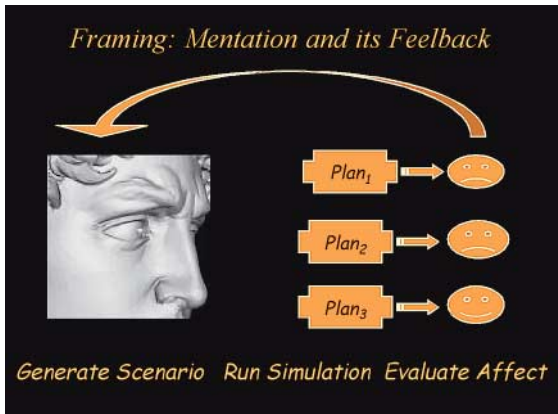 Framing: Mentation and its Feelback
Plan1
Plan2
Plan3
Generate Scenario Run Simulation Evaluate Affect